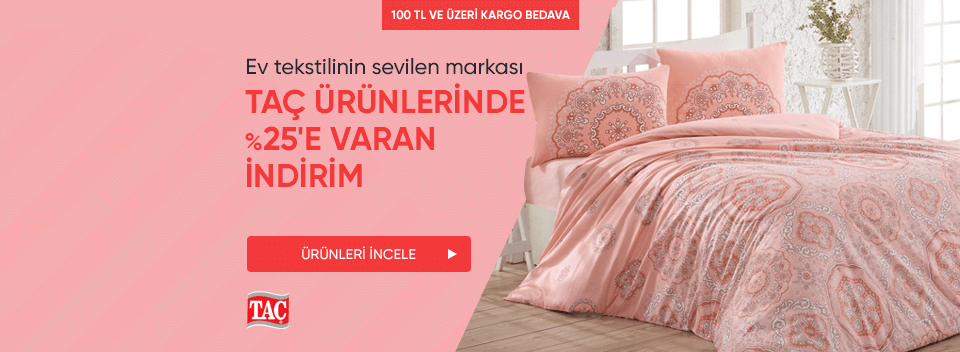 100 TL VE ÜZERİ KARGO BEDAVA
Ev tekstilinin sevilen markası
TAÇ ÜRÜNLERİNDE
%25'E VARAN
İNDİRİM
ÜRÜNLERİ İNCELE
TAÇ